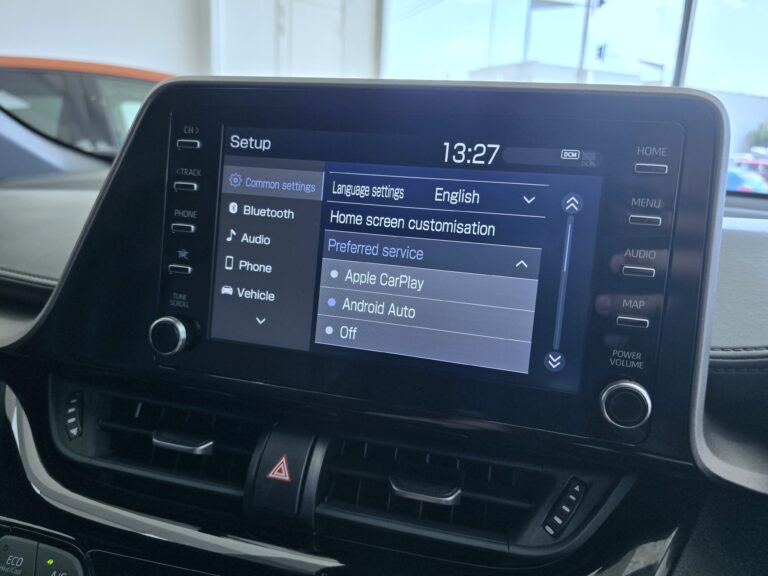 CH >
< TRACK
PHONE
TUNE
SCROLL
Setup
13:27
DCM
Common settings
Bluetooth
Audio
Phone
Vehicle
Language settings English
Home screen customisation
Preferred service
Apple CarPlay
Android Auto
Off
HOME
MENU
AUDIO
MAP
POWER
VOLUME
ECO